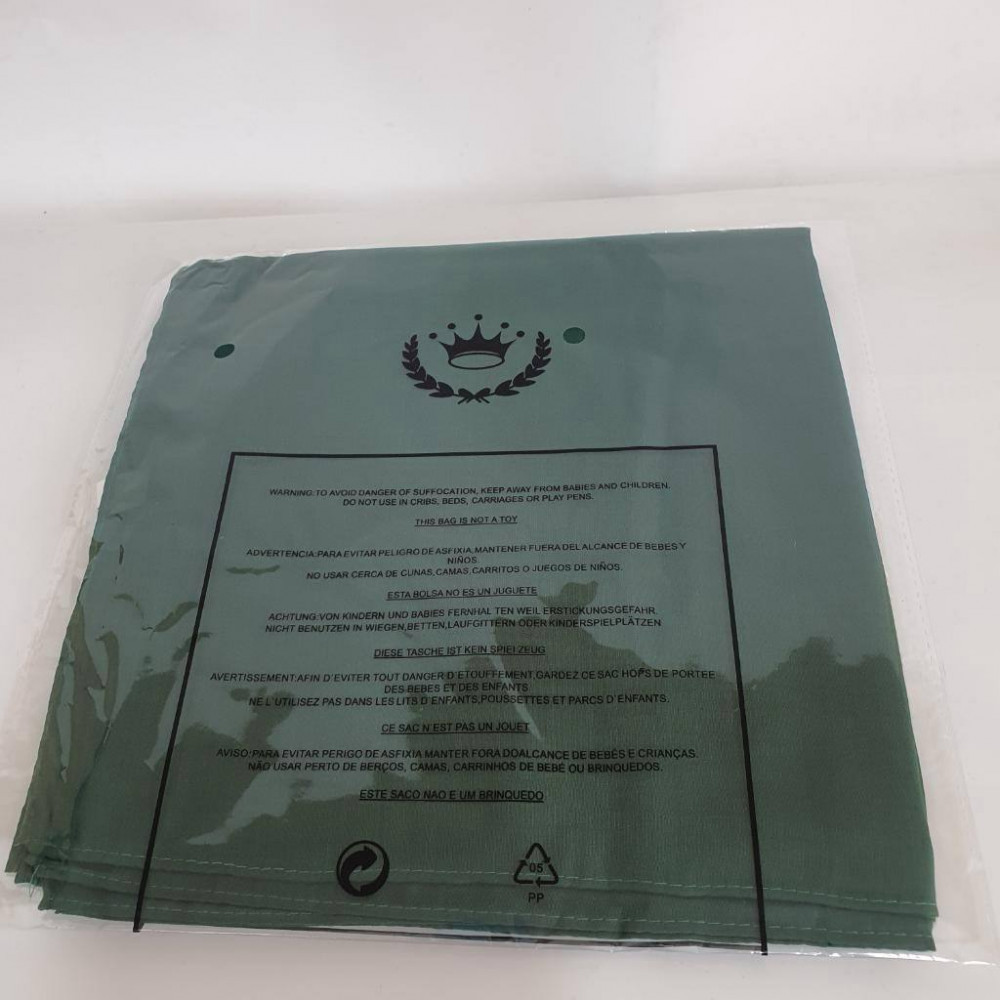 WARNING:TO AVOID DANGER OF SUFFOCATION, KEEP AWAY FROM BABIES AND CHILDREN.
DO NOT USE IN CRIBS, BEDS, CARRIAGES OR PLAY PENS.
THIS BAG IS NOT A TOY
ADVERTENCIA:PARA EVITAR PELIGRO DE ASFIXIA,MANTENER FUERA DEL ALCANCE DE BEBES Y
NIÑOS.
NO USAR CERCA DE CUNAS,CAMAS,CARRITOS O JUEGOS DE NIÑOS.
ESTA BOLSA NO ES UN JUGUETE
ACHTUNG:VON KINDERN UND BABIES FERNHAL TEN WEIL ERSTICKUNGSGEFAHR.
NICHT BENUTZEN IN WIEGEN,BETTEN,LAUFGITTERN ODER KINDERSPIELPLÄTZEN
DIESE TASCHE IST KEIN SPIEI ZEUG
AVERTISSEMENT:AFIN D'EVITER TOUT DANGER D'ETOUFFEMENT,GARDEZ CE SAC HOPS DE PORTEE
DES BEBES ET DES ENFANTS
NE L'UTILISEZ PAS DANS LES LITS D'ENFANTS,POUSSETTES ET PARCS D'ENFANTS.
CE SAC N'EST PAS UN JOUET
AVISO:PARA EVITAR PERIGO DE ASFIXIA MANTER FORA DOALCANCE DE BEBÊS E CRIANÇAS.
NÃO USAR PERTO DE BERÇOS, CAMAS, CARRINHOS DE BEBÉ OU BRINQUEDOS.
ESTE SACO NAO E UM BRINQUEDO
05
PP